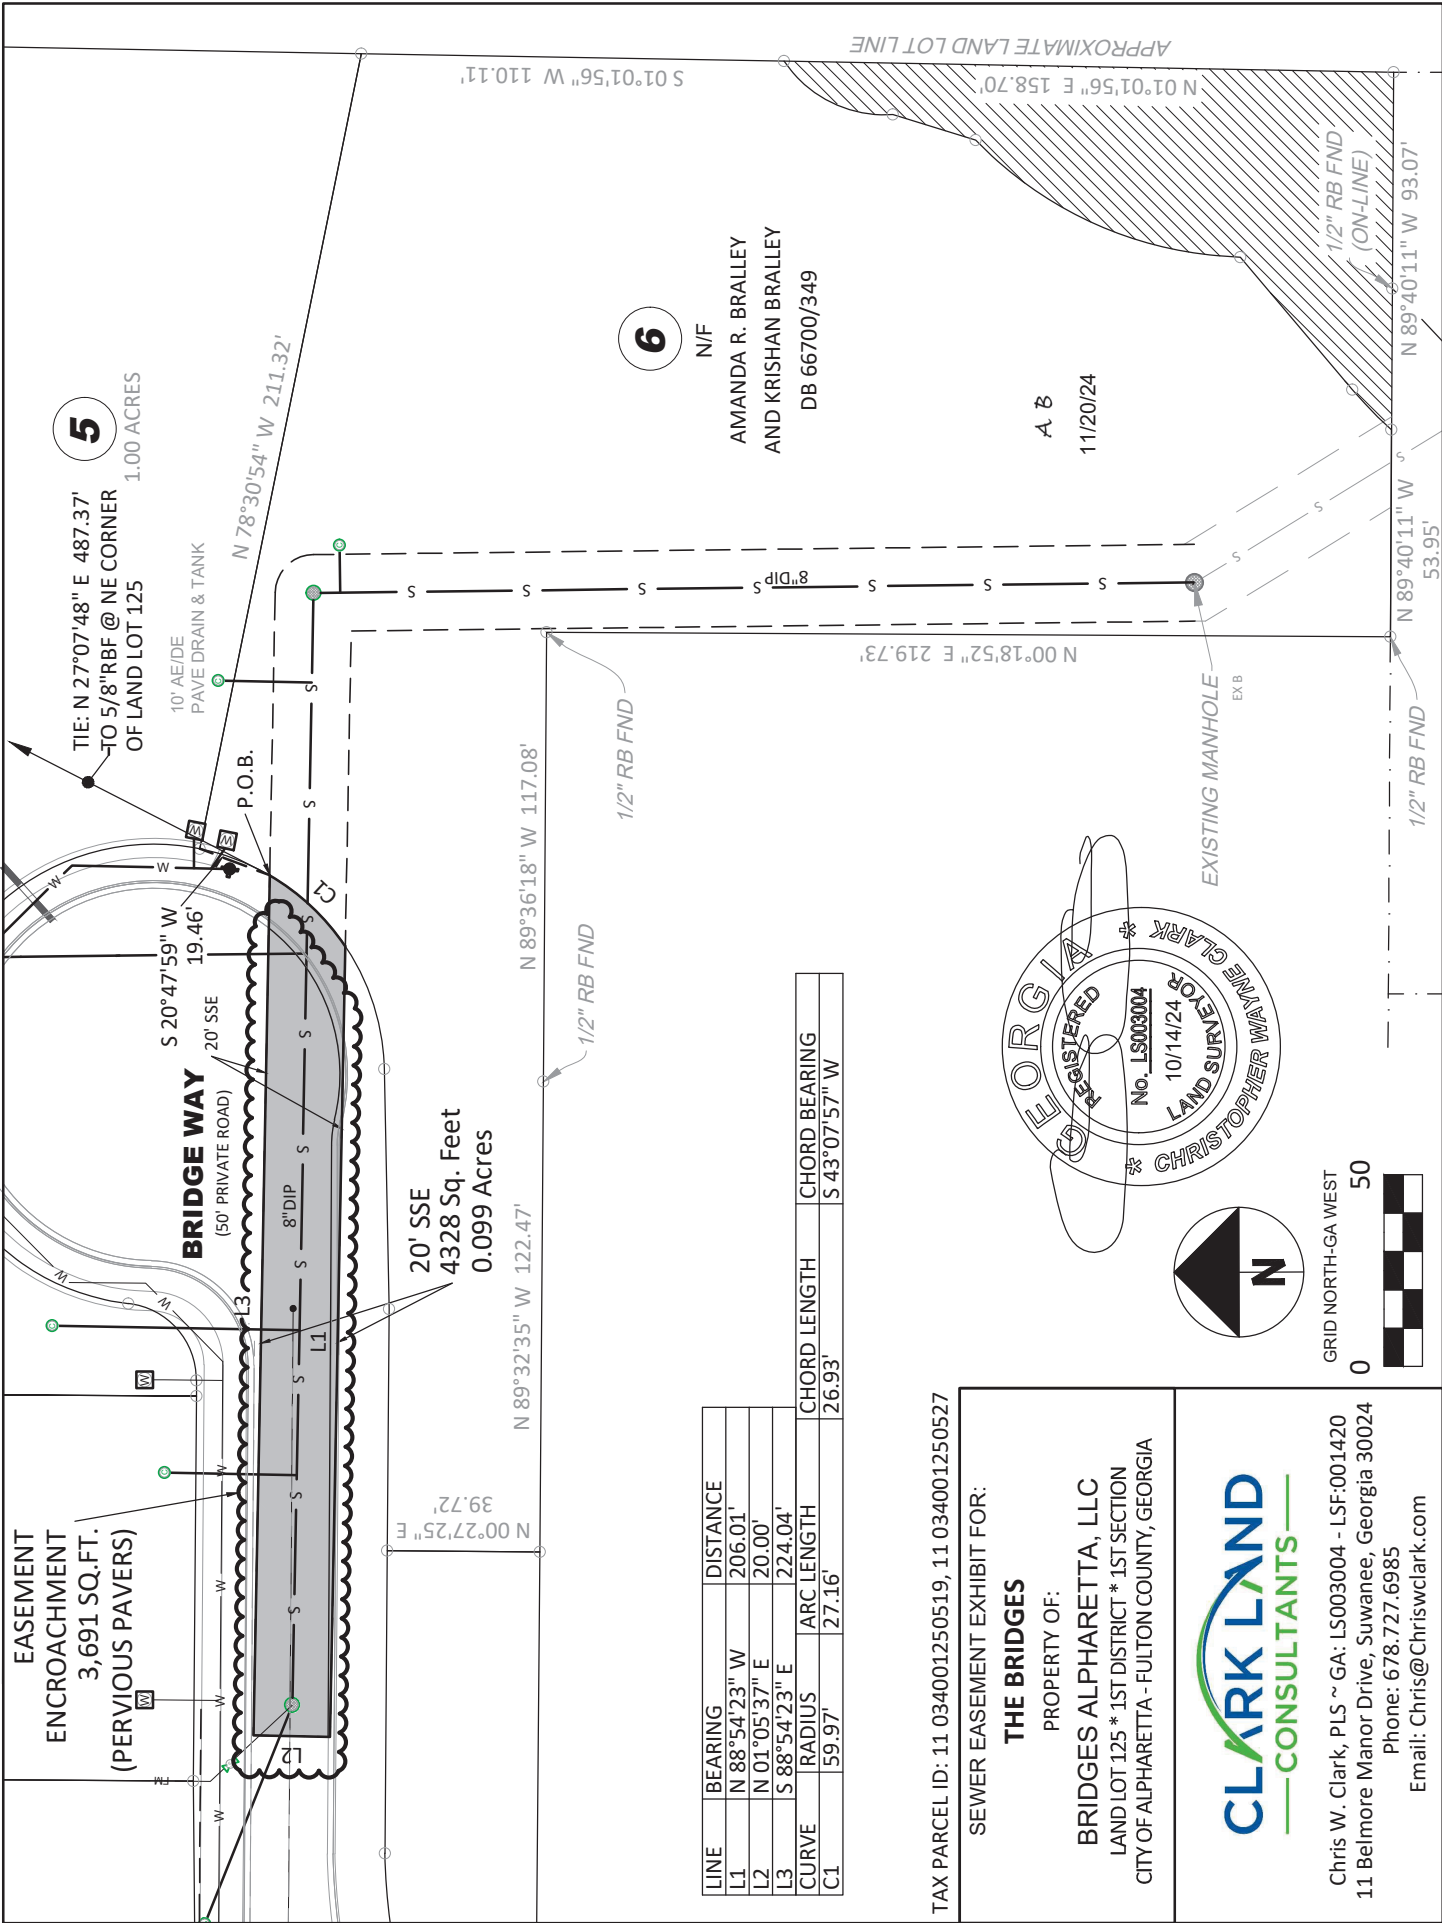 EASEMENT
ENCROACHMENT
3,691 SQ.FT.
(PERVIOUS PAVERS)
BRIDGE WAY
(50' PRIVATE ROAD)
S 20°47'59" W
19.46'
20' SSE
P.O.B.
TIE: N 27°07'48" E 487.37'
TO 5/8"RBF @ NE CORNER
OF LAND LOT 125
10' AE/DE
PAVE DRAIN & TANK
5
1.00 ACRES
N 78°30'54" W 211.32'
S 01°01'56" W 110.11'
APPROXIMATE LAND LOT LINE
N 01°01'56" E 158.70'
L3
8"DIP
L1
L2
C1
W
W
W
W
W
W
W
W
W
W
W
W
FM
S
S
S
S
S
S
S
S
20' SSE
4328 Sq. Feet
0.099 Acres
N 00°27'25" E
39.72'
N 89°32'35" W 122.47'
1/2" RB FND
N 89°36'18" W 117.08'
1/2" RB FND
S
S
S
S
8"DIP
S
S
S
N 00°18'52" E 219.73'
6
N/F
AMANDA R. BRALLEY
AND KRISHAN BRALLEY
DB 66700/349
A B
11/20/24
EXISTING MANHOLE
EX B
S
S
S
1/2" RB FND
(ON-LINE)
N 89°40'11" W 93.07'
N 89°40'11" W
53.95'
1/2" RB FND
LINE BEARING DISTANCE
L1 N 88°54'23" W 206.01'
L2 N 01°05'37" E 20.00'
L3 S 88°54'23" E 224.04'
CURVE RADIUS ARC LENGTH CHORD LENGTH CHORD BEARING
C1 59.97' 27.16' 26.93' S 43°07'57" W
GEORGIA
REGISTERED
No. LS003004
10/14/24
LAND SURVEYOR
* CHRISTOPHER WAYNE CLARK *
N
GRID NORTH-GA WEST
0 50
TAX PARCEL ID: 11 034001250519, 11 034001250527
SEWER EASEMENT EXHIBIT FOR:
THE BRIDGES
PROPERTY OF:
BRIDGES ALPHARETTA, LLC
LAND LOT 125 * 1ST DISTRICT * 1ST SECTION
CITY OF ALPHARETTA - FULTON COUNTY, GEORGIA
CLARK LAND
CONSULTANTS
Chris W. Clark, PLS ~ GA: LS003004 - LSF:001420
11 Belmore Manor Drive, Suwanee, Georgia 30024
Phone: 678.727.6985
Email: Chris@Chriswclark.com